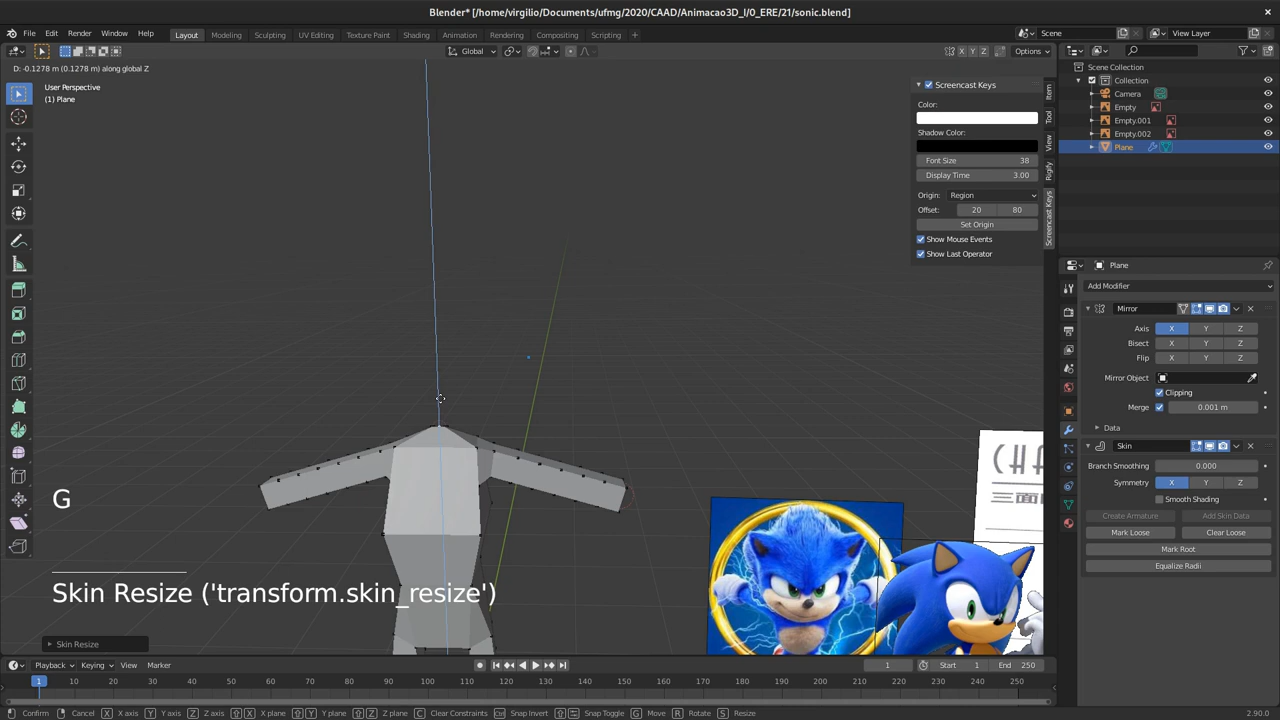 Blender* [/home/virgilio/Documents/ufmg/2020/CAAD/Animacao3D_I/0_ERE/21/sonic.blend]
File Edit Render Window Help Layout Modeling Sculpting UV Editing Texture Paint Shading Animation Rendering Compositing Scripting Scene View Layer
Global X Y Z Options
D: -0.1278 m (0.1278 m) along global Z
User Perspective
(1) Plane
Screencast Keys
Color:
Shadow Color:
Font Size 38
Display Time 3.00
Origin: Region
Offset: 20 80
Set Origin
Show Mouse Events
Show Last Operator
Item
Tool
View
Rigify
Screencast Keys
Scene Collection
Collection
Camera
Empty
Empty.001
Empty.002
Plane
Plane
Add Modifier
Mirror
Axis X Y Z
Bisect X Y Z
Flip X Y Z
Mirror Object
Clipping
Merge 0.001 m
Data
Skin
Branch Smoothing 0.000
Symmetry X Y Z
Smooth Shading
Create Armature Add Skin Data
Mark Loose Clear Loose
Mark Root
Equalize Radii
G
Skin Resize ('transform.skin_resize')
Skin Resize
Playback Keying View Marker 1 Start 1 End 250
1 10 20 30 40 50 60 70 80 90 100 110 120 130 140 150 160 170 180 190 200 210 220 230 240 250
Confirm Cancel X X axis Y Y axis Z Z axis X X plane Y Y plane Z Z plane C Clear Constraints Ctrl Snap Invert Snap Toggle G Move R Rotate S Resize 2.90.0